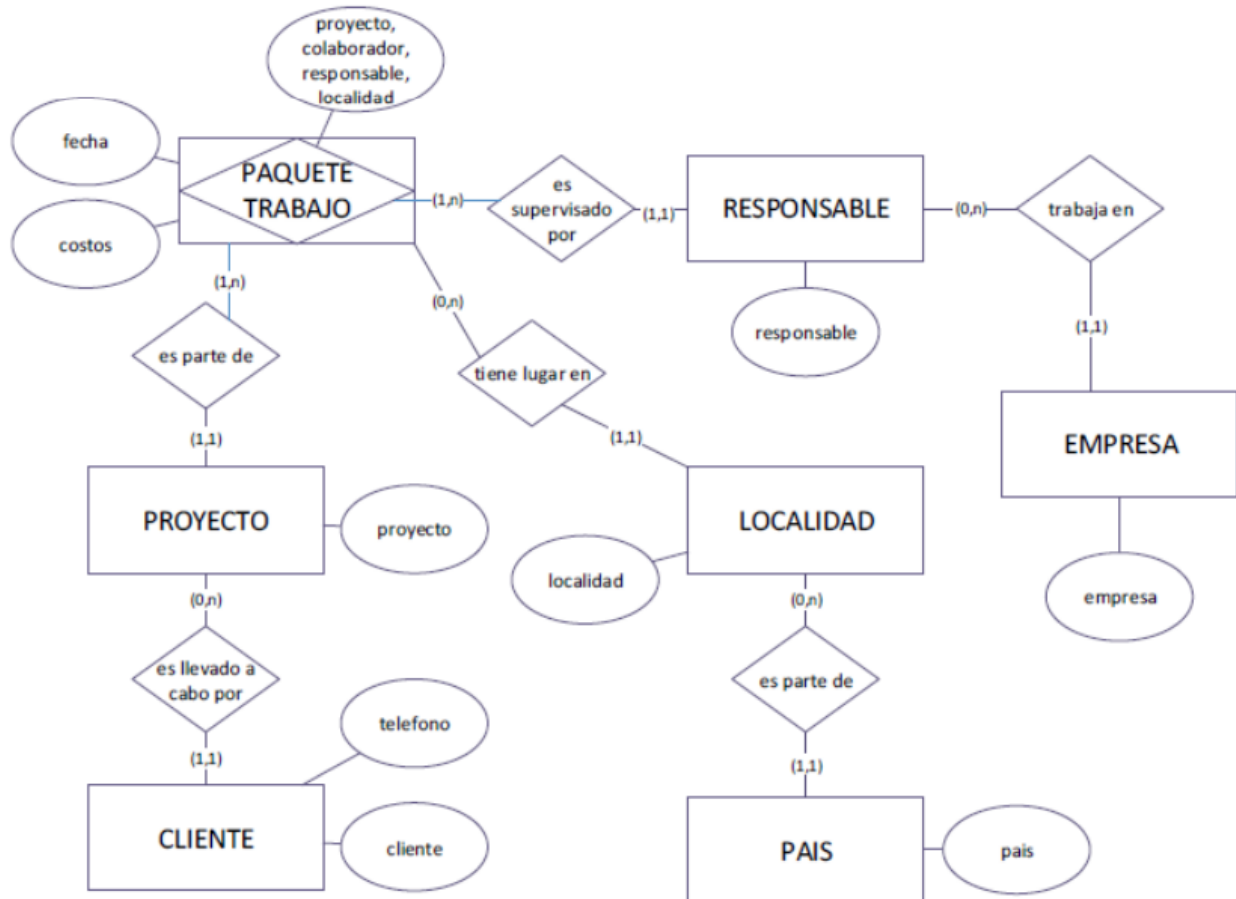 proyecto,
colaborador,
responsable,
localidad
fecha
PAQUETE
TRABAJO
costos
(1,n)
es
supervisado
por
(1,1)
RESPONSABLE
(0,n)
trabaja en
(1,n)
(0,n)
responsable
(1,1)
es parte de
tiene lugar en
(1,1)
(1,1)
EMPRESA
PROYECTO
proyecto
LOCALIDAD
localidad
empresa
(0,n)
(0,n)
es llevado a
cabo por
es parte de
telefono
(1,1)
(1,1)
CLIENTE
cliente
PAIS
pais